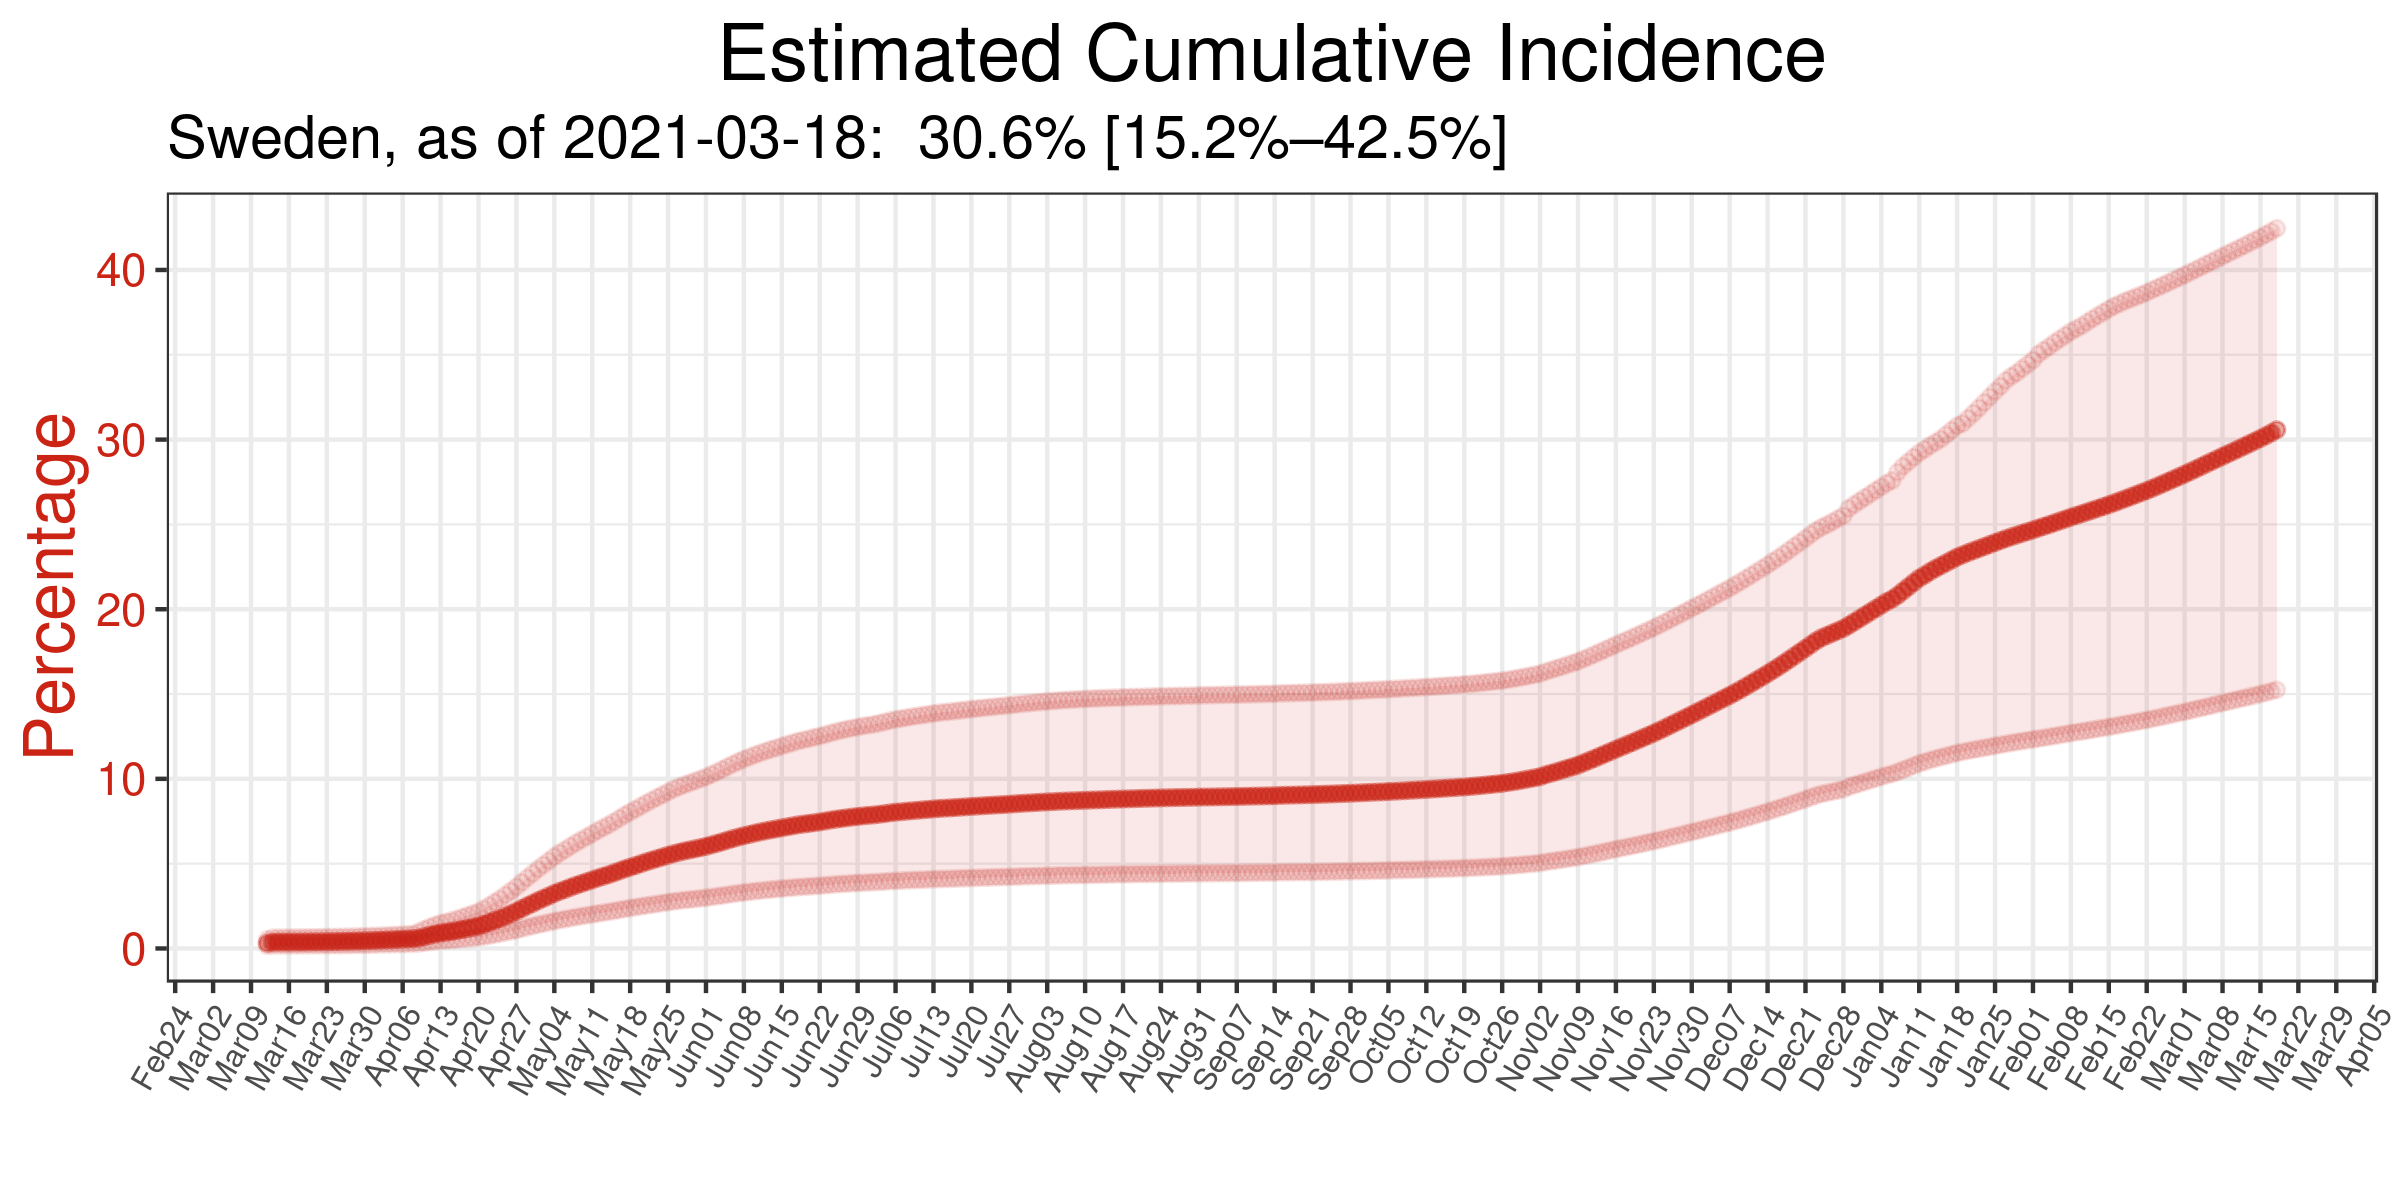 Estimated Cumulative Incidence
Sweden, as of 2021-03-18:  30.6% [15.2%–42.5%]
Percentage
40
30
20
10
0
Feb24
Mar02
Mar09
Mar16
Mar23
Mar30
Apr06
Apr13
Apr20
Apr27
May04
May11
May18
May25
Jun01
Jun08
Jun15
Jun22
Jun29
Jul06
Jul13
Jul20
Jul27
Aug03
Aug10
Aug17
Aug24
Aug31
Sep07
Sep14
Sep21
Sep28
Oct05
Oct12
Oct19
Oct26
Nov02
Nov09
Nov16
Nov23
Nov30
Dec07
Dec14
Dec21
Dec28
Jan04
Jan11
Jan18
Jan25
Feb01
Feb08
Feb15
Feb22
Mar01
Mar08
Mar15
Mar22
Mar29
Apr05